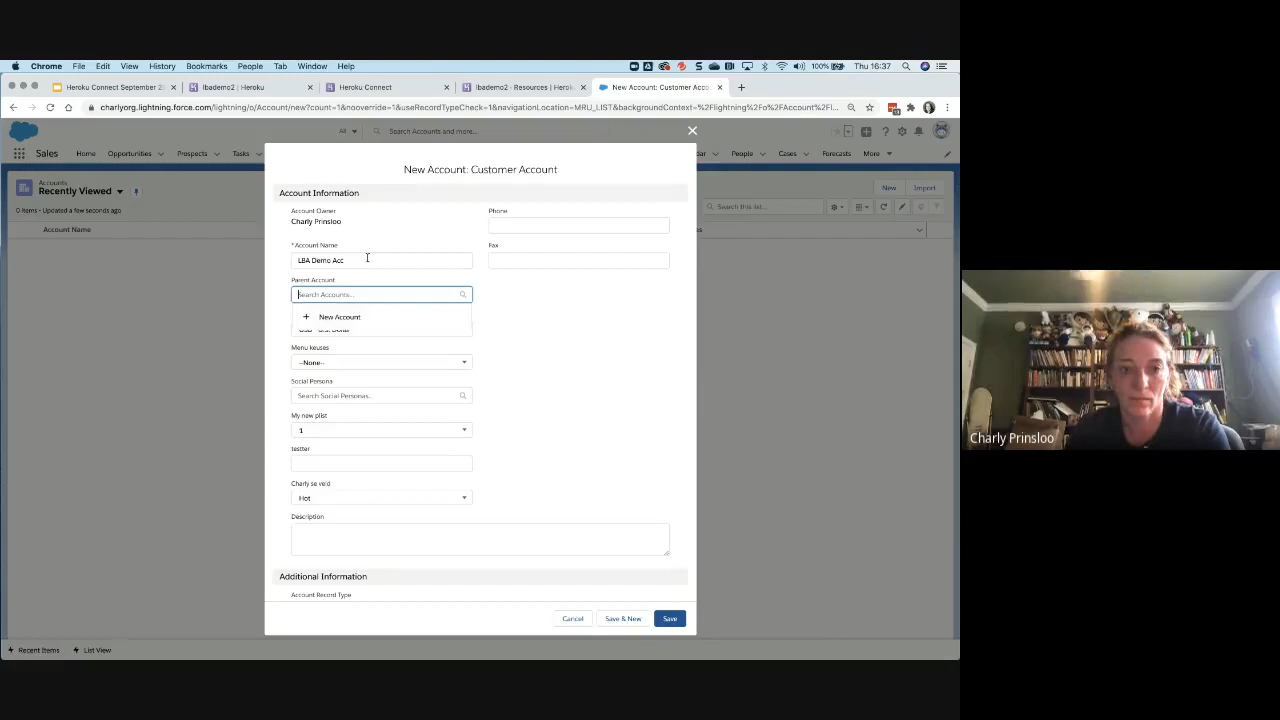 Chrome File Edit View History Bookmarks People Tab Window Help
100% Thu 16:37
Heroku Connect September 2
lbademo2 | Heroku
Heroku Connect
lbademo2 - Resources | Herok
New Account: Customer Acco
charlyorg.lightning.force.com/lightning/o/Account/new?count=1&nooverride=1&useRecordTypeCheck=1&navigationLocation=MRU_LIST&backgroundContext=%2Flightning%2Fo%2FAccount%2Fl...
All
Search Accounts and more...
Sales Home Opportunities Prospects Tasks
People Cases Forecasts More
Accounts
Recently Viewed
0 items • Updated a few seconds ago
Account Name
New Import
Search this list...
New Account: Customer Account
Account Information
Account Owner
Charly Prinsloo
Phone
*Account Name
LBA Demo Acc
Fax
Parent Account
Search Accounts...
New Account
Menu keuses
--None--
Social Persona
Search Social Personas...
My new plist
1
testter
Charly se veld
Hot
Description
Additional Information
Account Record Type
Cancel Save & New Save
Recent Items List View
Charly Prinsloo